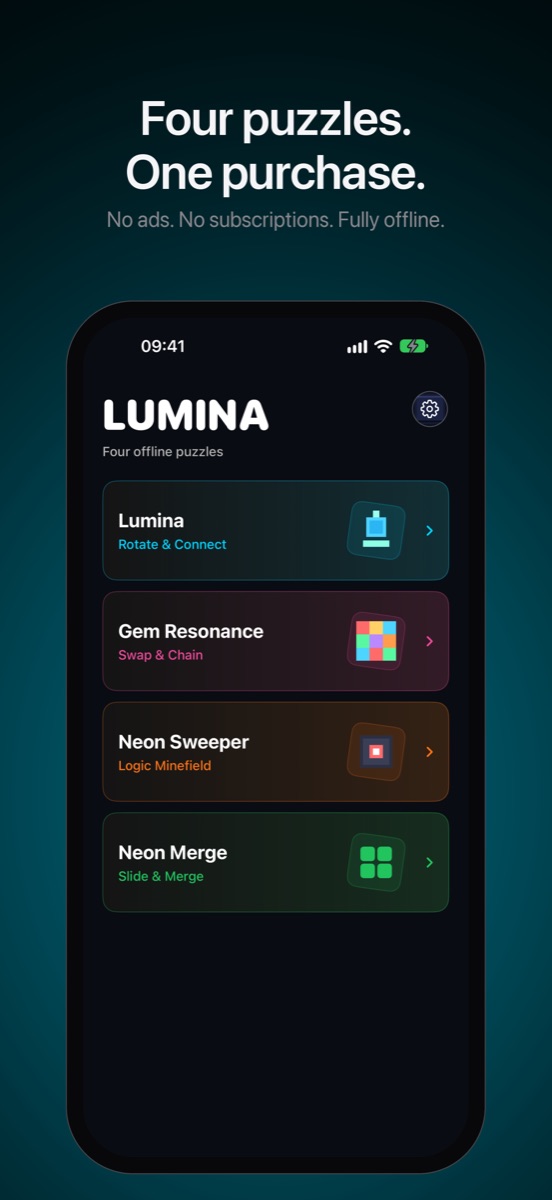 Four puzzles.
One purchase.
No ads. No subscriptions. Fully offline.
09:41
LUMINA
Four offline puzzles
Lumina
Rotate & Connect
Gem Resonance
Swap & Chain
Neon Sweeper
Logic Minefield
Neon Merge
Slide & Merge